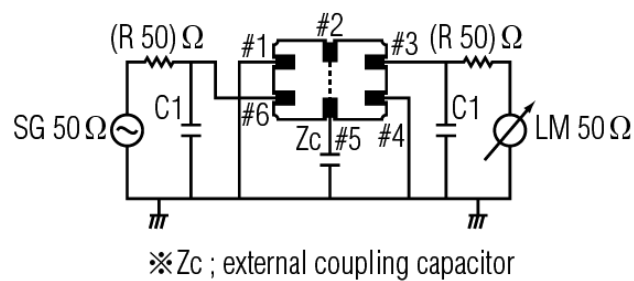 (R 50) Ω #1 #2 #3 (R 50) Ω
SG 50 Ω C1 #6 Zc #5 #4 C1 LM 50 Ω
※Zc ; external coupling capacitor